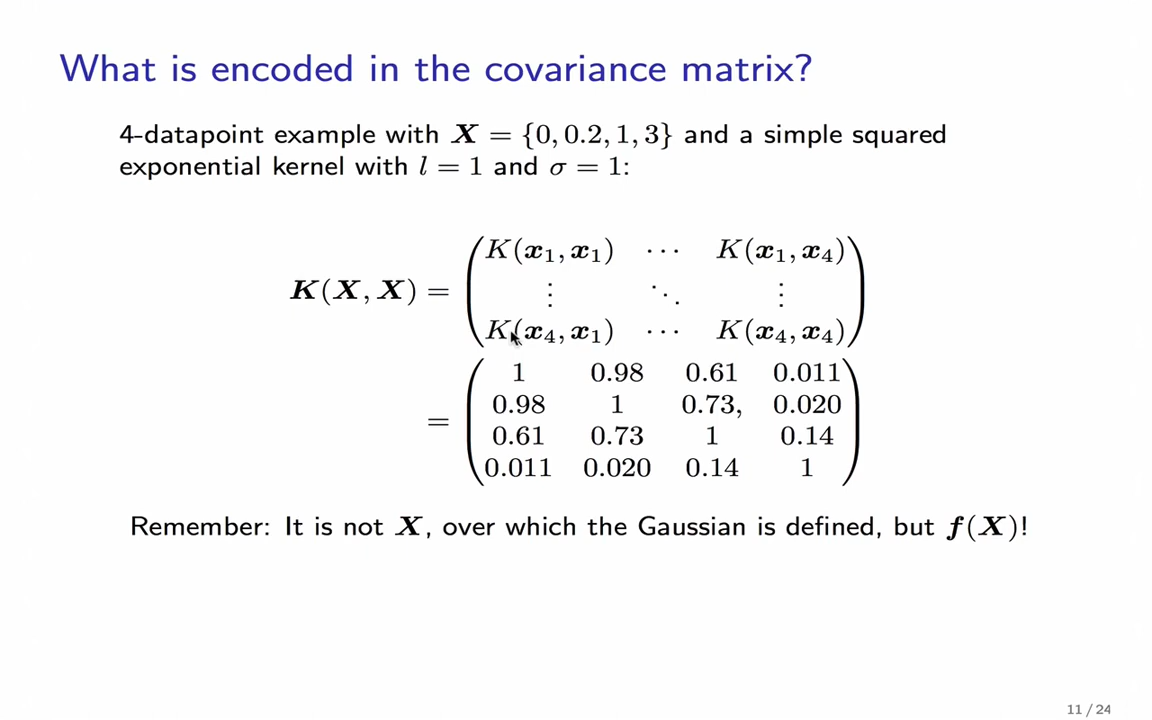 What is encoded in the covariance matrix?
4-datapoint example with X = {0, 0.2, 1, 3} and a simple squared
exponential kernel with l = 1 and σ = 1:
K(x₁, x₁) ⋯ K(x₁, x₄)
K(X, X) = ⋮ ⋱ ⋮
K(x₄, x₁) ⋯ K(x₄, x₄)
1 0.98 0.61 0.011
0.98 1 0.73, 0.020
=
0.61 0.73 1 0.14
0.011 0.020 0.14 1
Remember: It is not X, over which the Gaussian is defined, but f(X)!
11 / 24